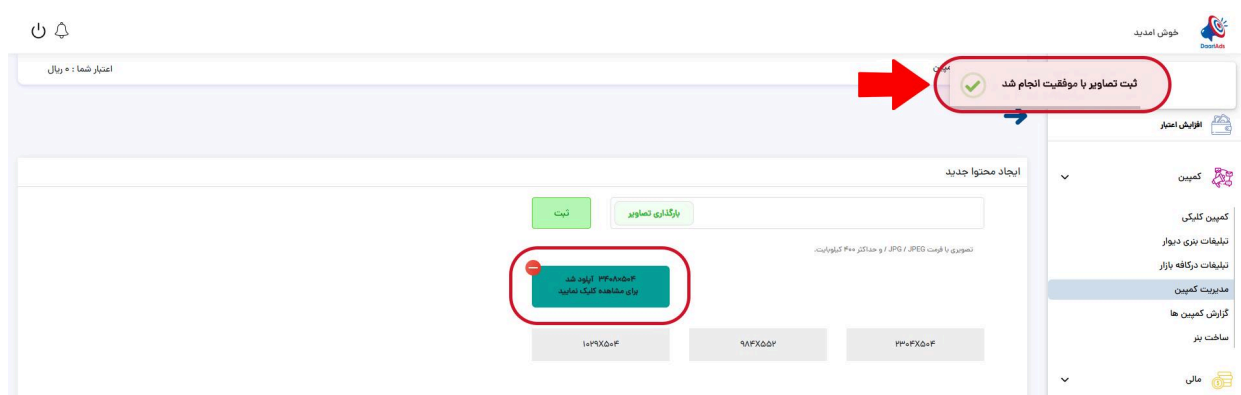 خوش امدید
DaartAds
ثبت تصاویر با موفقیت انجام شد
اعتبار شما : ۰ ریال
افزایش اعتبار
کمپین
کمپین کلیکی
تبلیغات بنری دیوار
تبلیغات درکافه بازار
مدیریت کمپین
گزارش کمپین ها
ساخت بنر
مالی
ایجاد محتوا جدید
بارگذاری تصاویر
ثبت
تصویری با فرمت JPG / JPEG / و حداکثر ۴۰۰ کیلوبایت.
۳۴۰۸x۵۰۴ آپلود شد
برای مشاهده کلیک نمایید
۲۳۰۴X۵۰۴
۹۸۴X۵۵۲
۱۰۲۹X۵۰۴